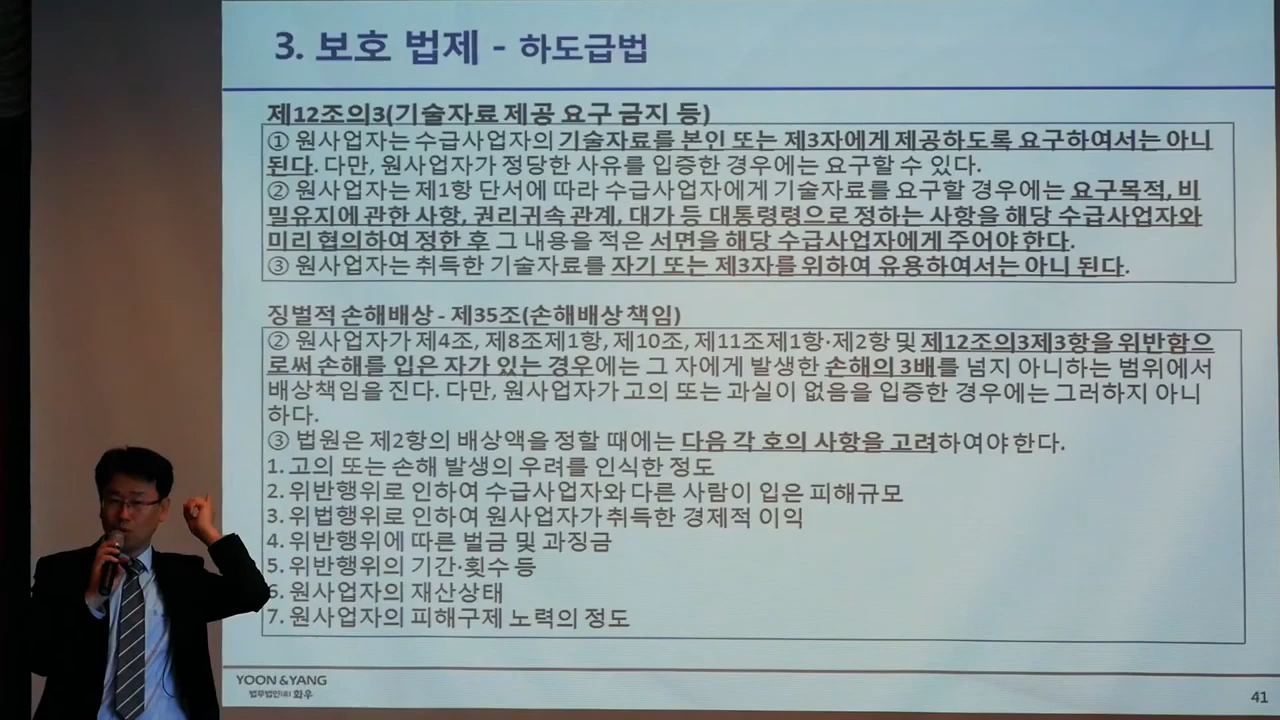 3. 보호 법제 - 하도급법
제12조의3(기술자료 제공 요구 금지 등)
① 원사업자는 수급사업자의 기술자료를 본인 또는 제3자에게 제공하도록 요구하여서는 아니
된다. 다만, 원사업자가 정당한 사유를 입증한 경우에는 요구할 수 있다.
② 원사업자는 제1항 단서에 따라 수급사업자에게 기술자료를 요구할 경우에는 요구목적, 비
밀유지에 관한 사항, 권리귀속 관계, 대가 등 대통령령으로 정하는 사항을 해당 수급사업자와
미리 협의하여 정한 후 그 내용을 적은 서면을 해당 수급사업자에게 주어야 한다.
③ 원사업자는 취득한 기술자료를 자기 또는 제3자를 위하여 유용하여서는 아니 된다.
징벌적 손해배상 - 제35조(손해배상 책임)
② 원사업자가 제4조, 제8조제1항, 제10조, 제11조제1항·제2항 및 제12조의3제3항을 위반함으
로써 손해를 입은 자가 있는 경우에는 그 자에게 발생한 손해의 3배를 넘지 아니하는 범위에서
배상책임을 진다. 다만, 원사업자가 고의 또는 과실이 없음을 입증한 경우에는 그러하지 아니
하다.
③ 법원은 제2항의 배상액을 정할 때에는 다음 각 호의 사항을 고려하여야 한다.
1. 고의 또는 손해 발생의 우려를 인식한 정도
2. 위반행위로 인하여 수급사업자와 다른 사람이 입은 피해규모
3. 위법행위로 인하여 원사업자가 취득한 경제적 이익
4. 위반행위에 따른 벌금 및 과징금
5. 위반행위의 기간·횟수 등
6. 원사업자의 재산상태
7. 원사업자의 피해구제 노력의 정도
YOON & YANG
법무법인(유) 화우
41